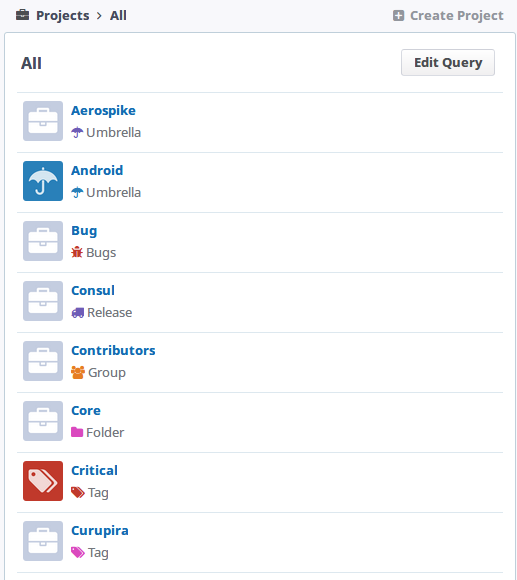 Projects > All
Create Project
All
Edit Query
Aerospike
Umbrella
Android
Umbrella
Bug
Bugs
Consul
Release
Contributors
Group
Core
Folder
Critical
Tag
Curupira
Tag